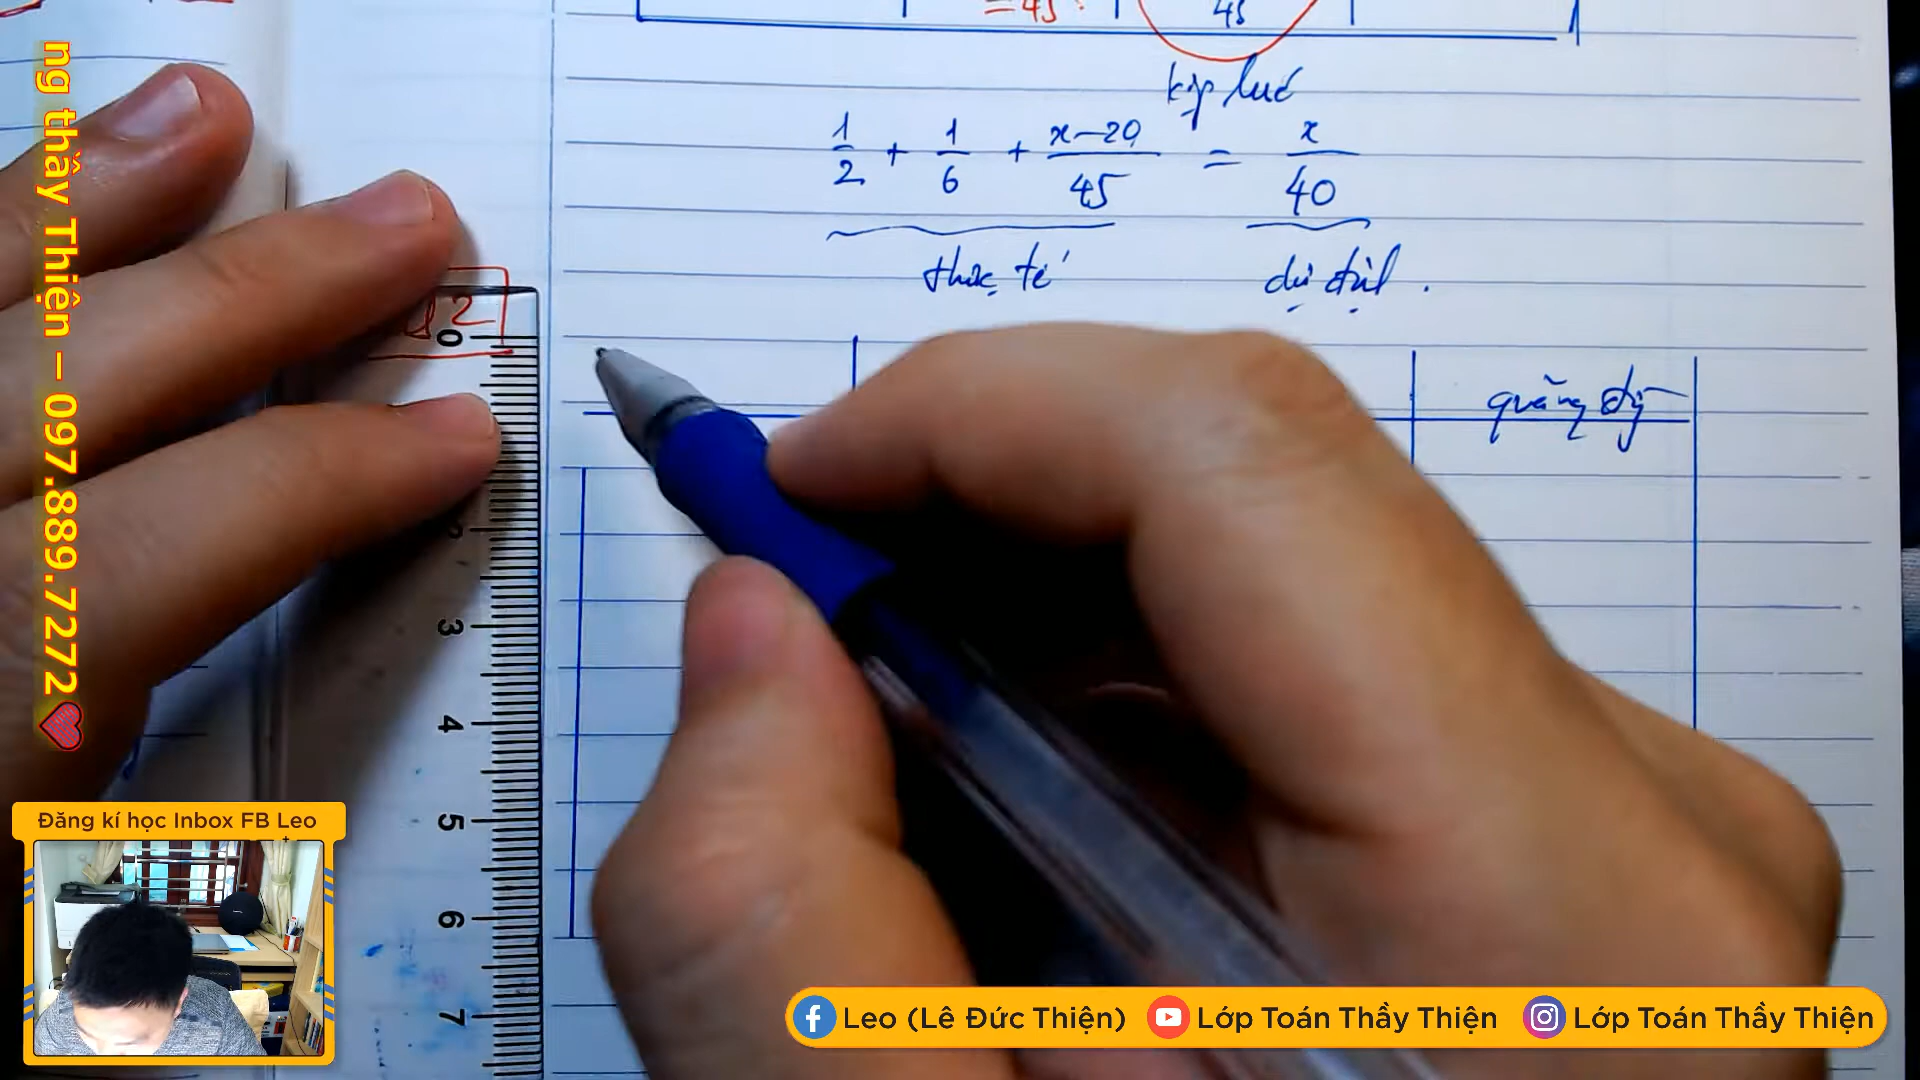 = 45 . 45
kịp lúc
1/2 + 1/6 + x-20/45 = x/40
thực tế dự định .
quãng đg
2
0
3
4
5
6
7
ng thầy Thiện – 097.889.7272
Đăng kí học Inbox FB Leo
Leo (Lê Đức Thiện) Lớp Toán Thầy Thiện Lớp Toán Thầy Thiện